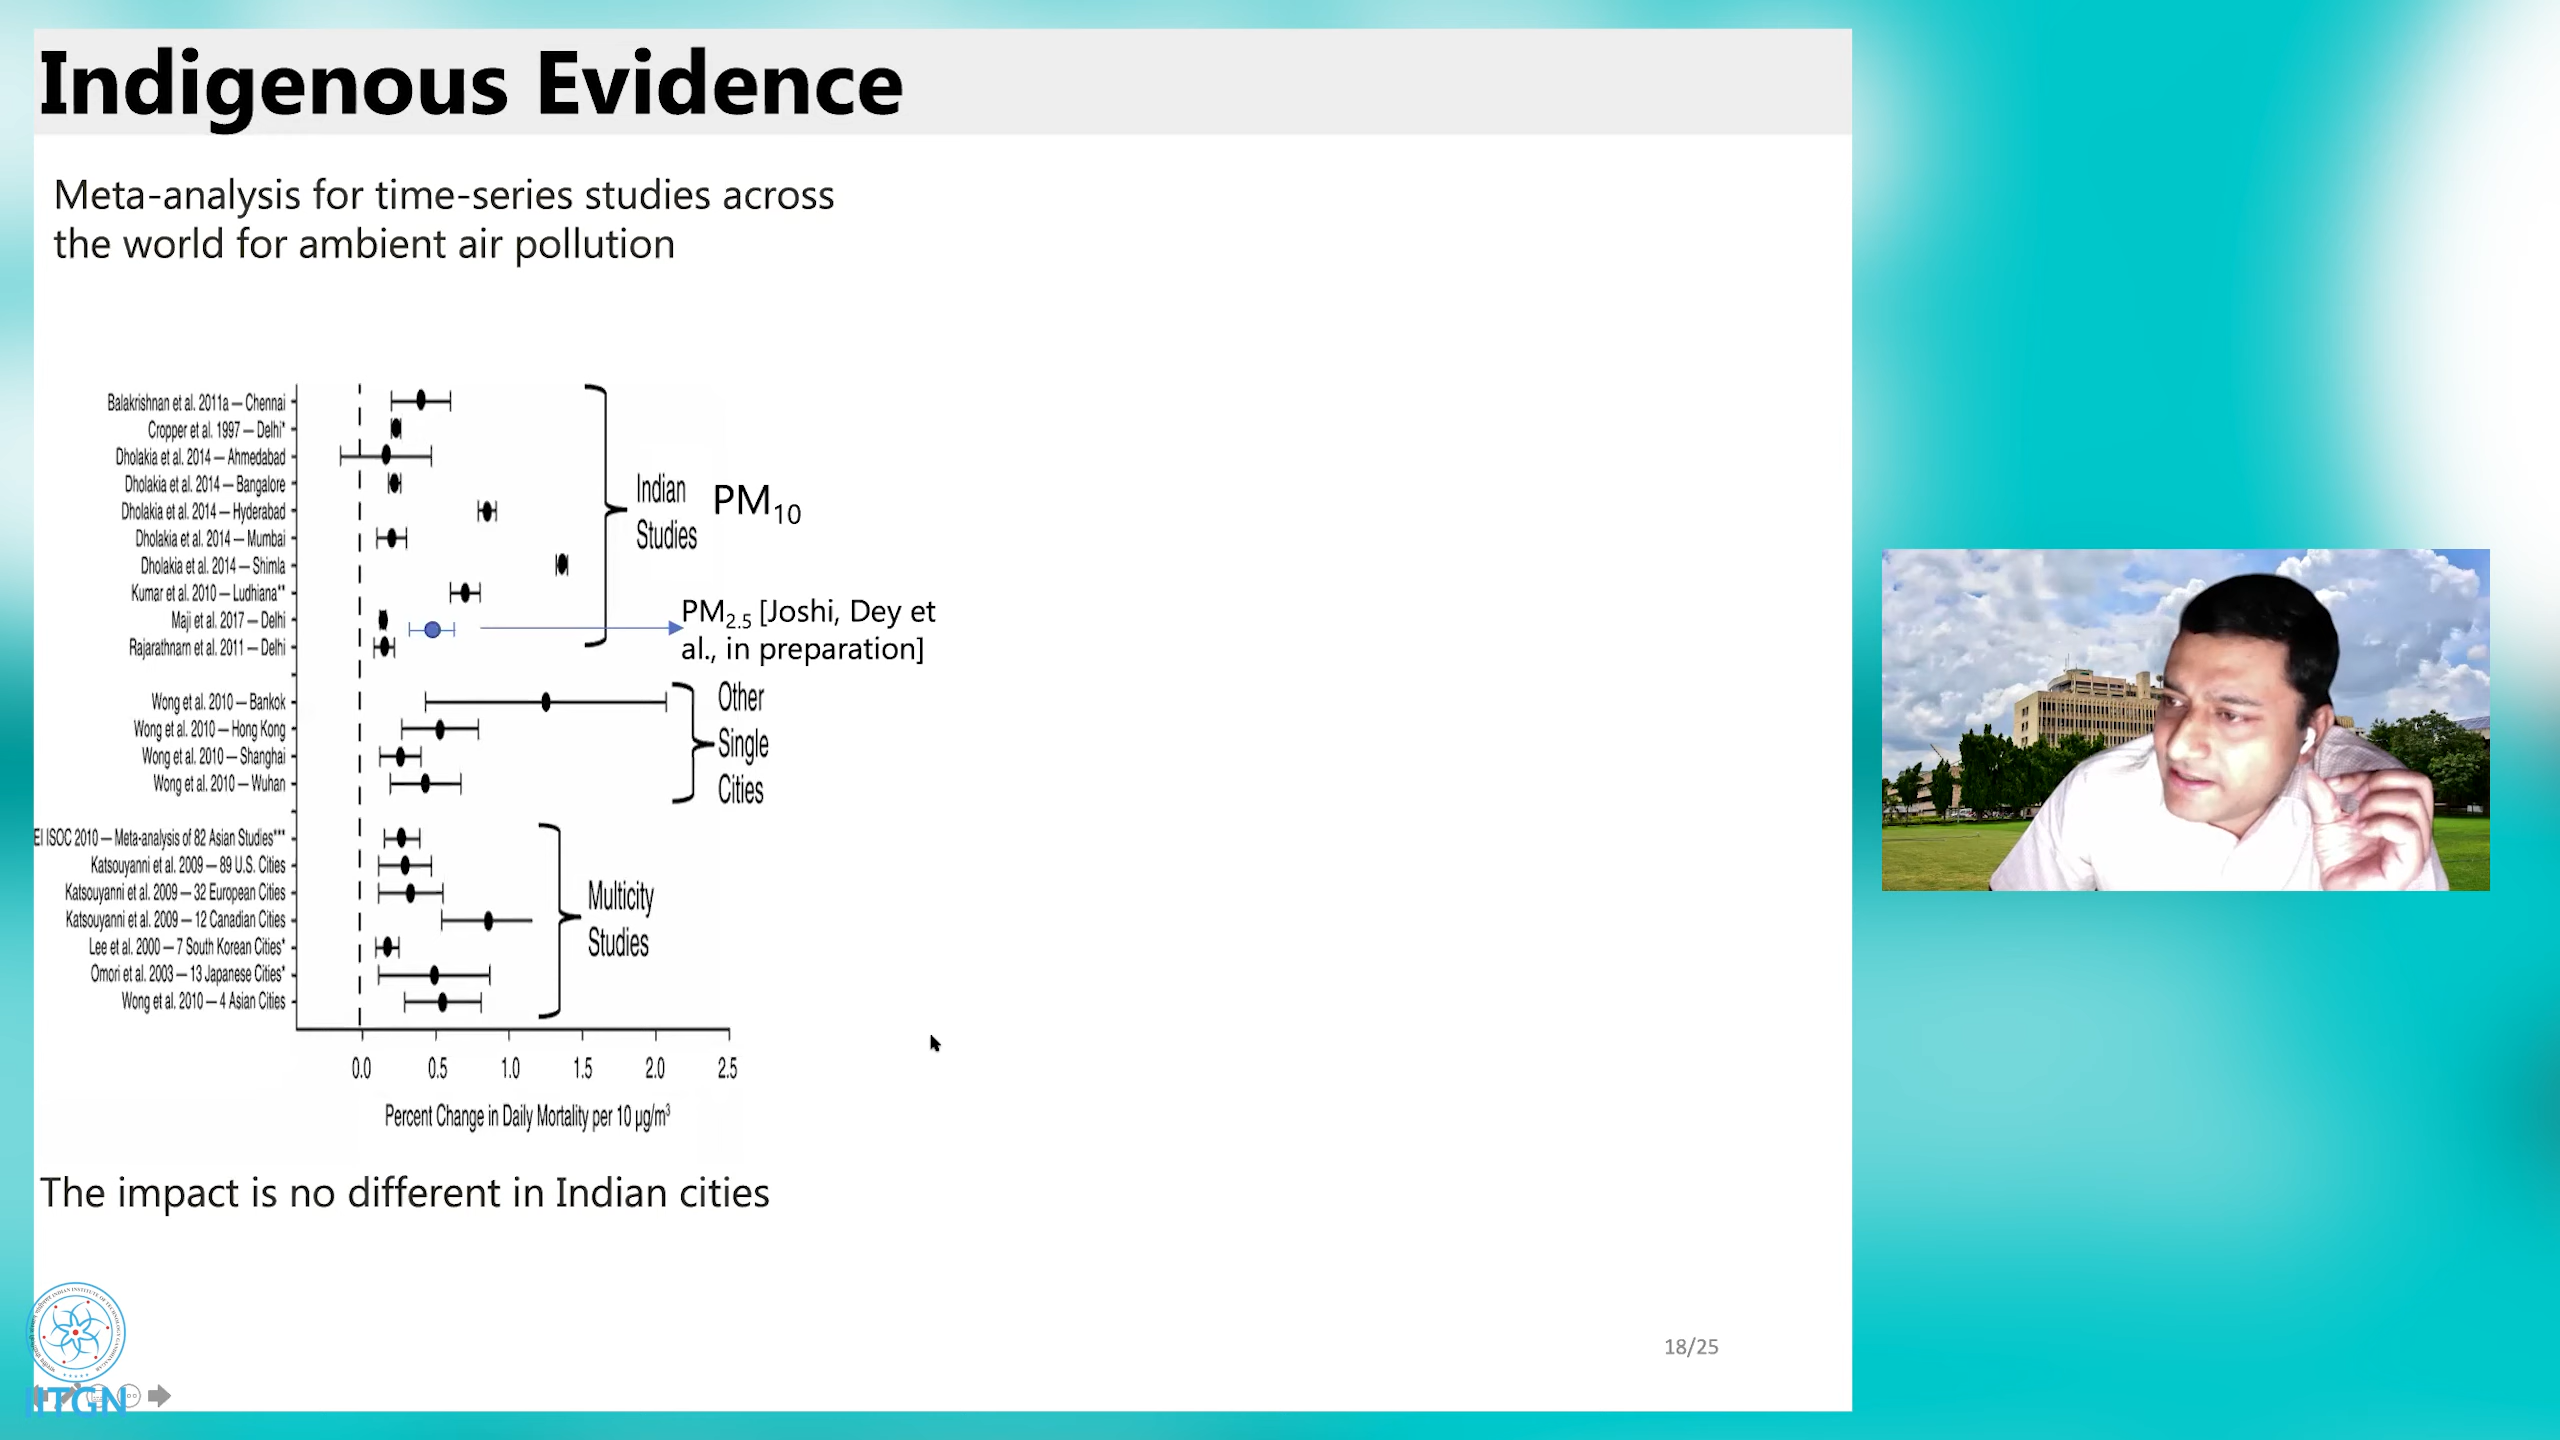 Indigenous Evidence
Meta-analysis for time-series studies across
the world for ambient air pollution
Balakrishnan et al. 2011a – Chennai
Cropper et al. 1997 – Delhi*
Dholakia et al. 2014 – Ahmedabad
Dholakia et al. 2014 – Bangalore
Dholakia et al. 2014 – Hyderabad
Dholakia et al. 2014 – Mumbai
Dholakia et al. 2014 – Shimla
Kumar et al. 2010 – Ludhiana**
Maji et al. 2017 – Delhi
Rajarathnarn et al. 2011 – Delhi
Indian
Studies
PM10
PM2.5 [Joshi, Dey et
al., in preparation]
Wong et al. 2010 – Bankok
Wong et al. 2010 – Hong Kong
Wong et al. 2010 – Shanghai
Wong et al. 2010 – Wuhan
Other
Single
Cities
EI ISOC 2010 – Meta-analysis of 82 Asian Studies***
Katsouyanni et al. 2009 – 89 U.S. Cities
Katsouyanni et al. 2009 – 32 European Cities
Katsouyanni et al. 2009 – 12 Canadian Cities
Lee et al. 2000 – 7 South Korean Cities*
Omori et al. 2003 – 13 Japanese Cities*
Wong et al. 2010 – 4 Asian Cities
Multicity
Studies
0.0 0.5 1.0 1.5 2.0 2.5
Percent Change in Daily Mortality per 10 µg/m³
The impact is no different in Indian cities
18/25
IITGN